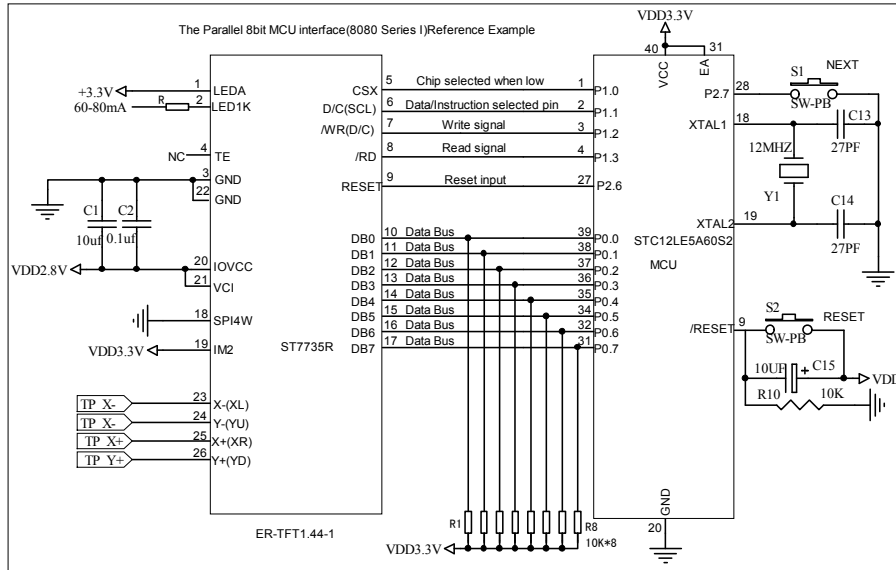 The Parallel 8bit MCU interface(8080 Series I)Reference Example
+3.3V
60-80mA
R
1
LEDA
2
LED1K
NC
4
TE
3
GND
22
GND
C1
C2
10uf
0.1uf
VDD2.8V
20
IOVCC
21
VCI
18
SPI4W
VDD3.3V
19
IM2
ST7735R
TP X-
23
X-(XL)
TP X-
24
Y-(YU)
TP X+
25
X+(XR)
TP Y+
26
Y+(YD)
ER-TFT1.44-1
CSX
5
Chip selected when low
1
P1.0
D/C(SCL)
6
Data/Instruction selected pin
2
P1.1
/WR(D/C)
7
Write signal
3
P1.2
/RD
8
Read signal
4
P1.3
RESET
9
Reset input
27
P2.6
DB0
10
Data Bus
39
P0.0
DB1
11
Data Bus
38
P0.1
DB2
12
Data Bus
37
P0.2
DB3
13
Data Bus
36
P0.3
DB4
14
Data Bus
35
P0.4
DB5
15
Data Bus
34
P0.5
DB6
16
Data Bus
32
P0.6
DB7
17
Data Bus
31
P0.7
R1
R8
10K*8
VDD3.3V
VDD3.3V
40
31
VCC
EA
P2.7
28
S1
NEXT
SW-PB
XTAL1
18
C13
27PF
12MHZ
Y1
XTAL2
19
C14
27PF
STC12LE5A60S2
MCU
/RESET
9
S2
RESET
SW-PB
10UF
+
C15
VDD
R10
10K
GND
20